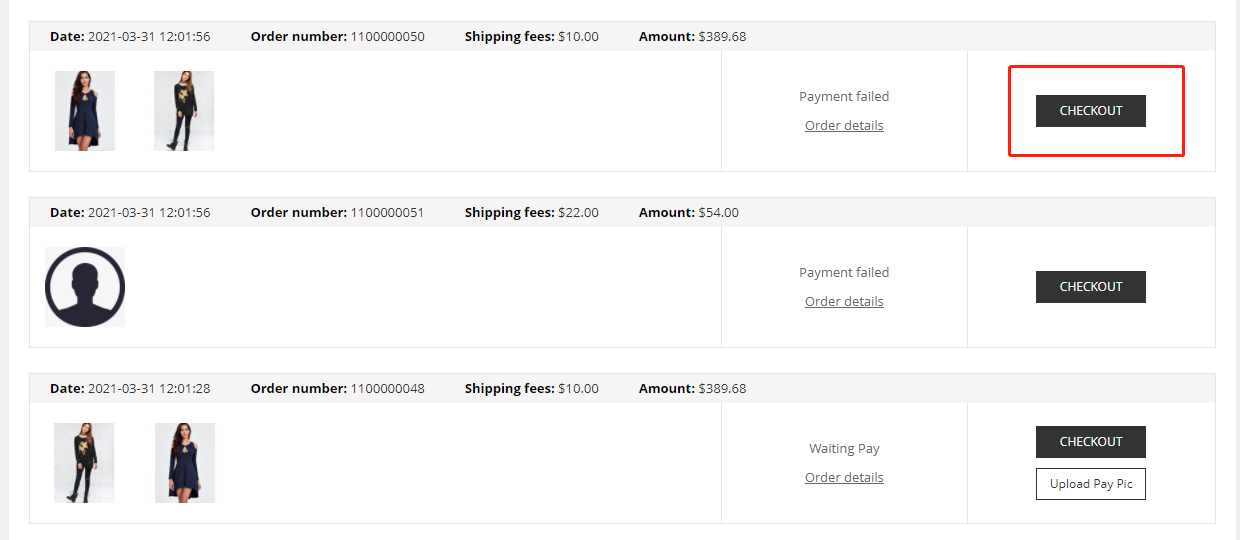 Date: 2021-03-31 12:01:56 Order number: 1100000050 Shipping fees: $10.00 Amount: $389.68
Payment failed
Order details
CHECKOUT
Date: 2021-03-31 12:01:56 Order number: 1100000051 Shipping fees: $22.00 Amount: $54.00
Payment failed
Order details
CHECKOUT
Date: 2021-03-31 12:01:28 Order number: 1100000048 Shipping fees: $10.00 Amount: $389.68
Waiting Pay
Order details
CHECKOUT
Upload Pay Pic